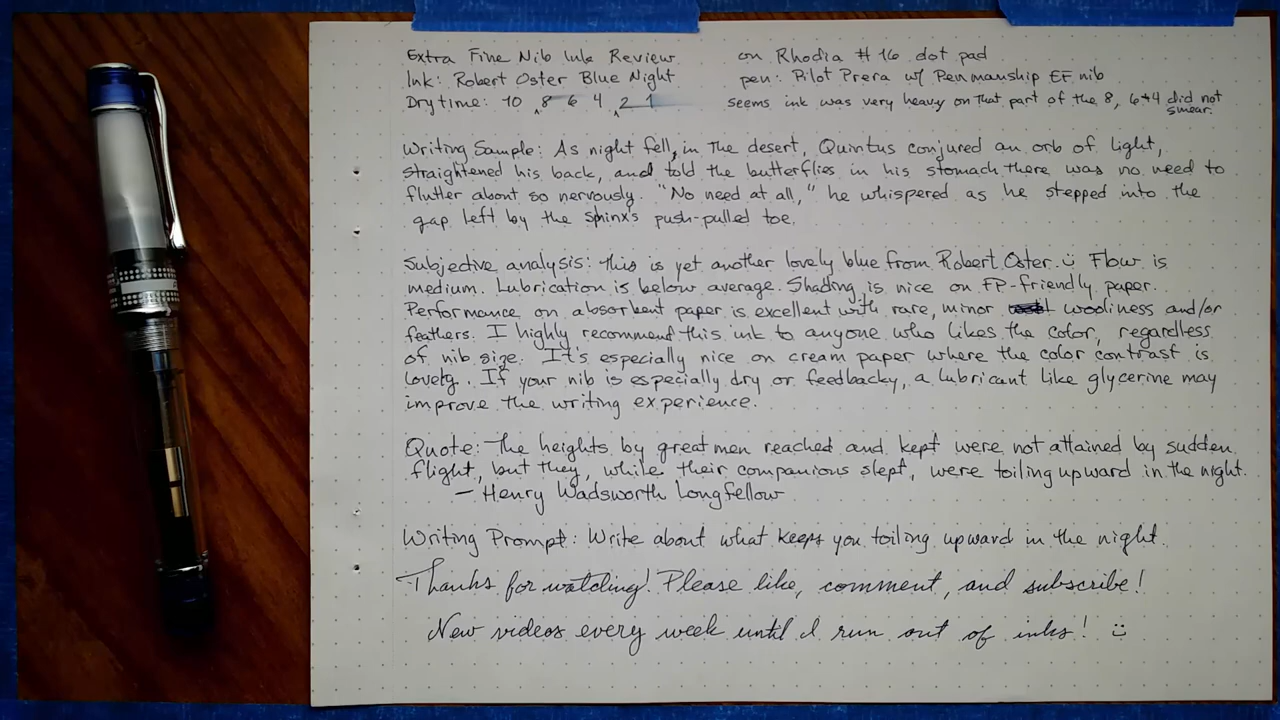 Extra Fine Nib Ink Review on Rhodia #16 dot pad
Ink: Robert Oster Blue Night pen: Pilot Prera w/ Penmanship EF nib
Dry time: 10 8 6 4 2 1 seems ink was very heavy on that part of the 8, 6+4 did not smear.
Writing Sample: As night fell, in the desert, Quintus conjured an orb of light,
straightened his back, and told the butterflies in his stomach there was no need to
flutter about so nervously. "No need at all," he whispered as he stepped into the
gap left by the sphinx's push-pulled toe.
Subjective analysis: This is yet another lovely blue from Robert Oster. Ü Flow is
medium. Lubrication is below average. Shading is nice on FP-friendly paper.
Performance on absorbent paper is excellent with rare, minor wooliness and/or
feathers. I highly recommend this ink to anyone who likes the color, regardless
of nib size. It's especially nice on cream paper where the color contrast is
lovely. If your nib is especially dry or feedbacky, a lubricant like glycerine may
improve the writing experience.
Quote: The heights by great men reached and kept were not attained by sudden
flight, but they, while their companions slept, were toiling upward in the night.
— Henry Wadsworth Longfellow
Writing Prompt: Write about what keeps you toiling upward in the night.
Thanks for watching! Please like, comment, and subscribe!
New videos every week until I run out of inks! Ü